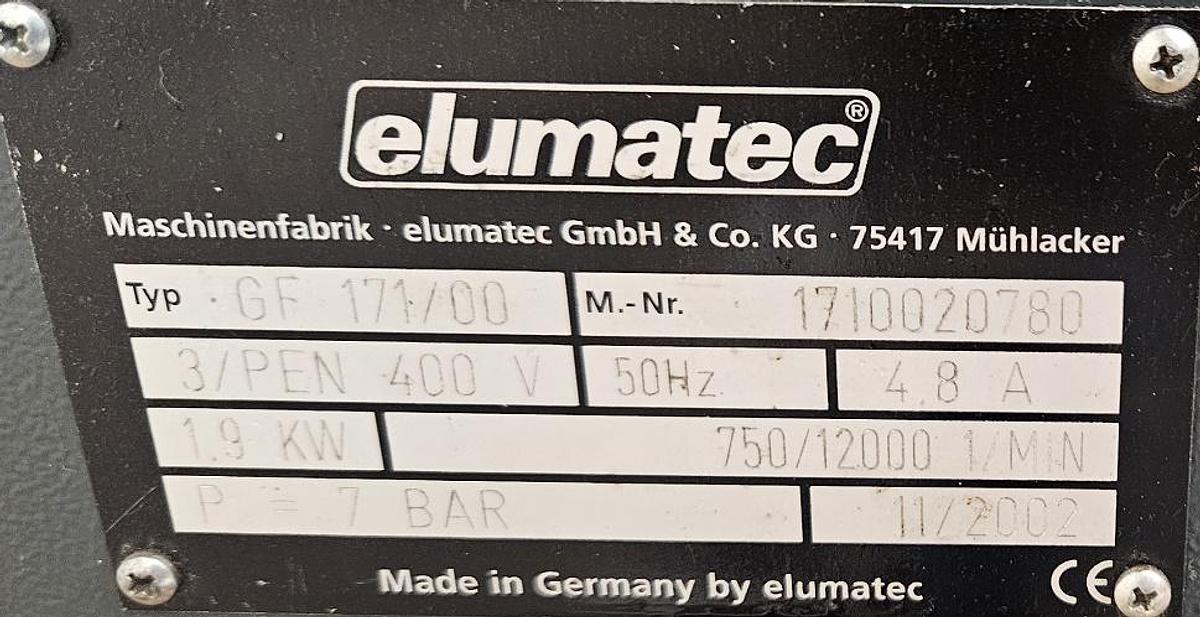 elumatec®
Maschinenfabrik · elumatec GmbH & Co. KG · 75417 Mühlacker
Typ · GF 171/00 M.-Nr. 1710020780
3/PEN 400 V 50Hz 4.8 A
1.9 KW 750/12000 1/MIN
P = 7 BAR 11/2002
Made in Germany by elumatec CE